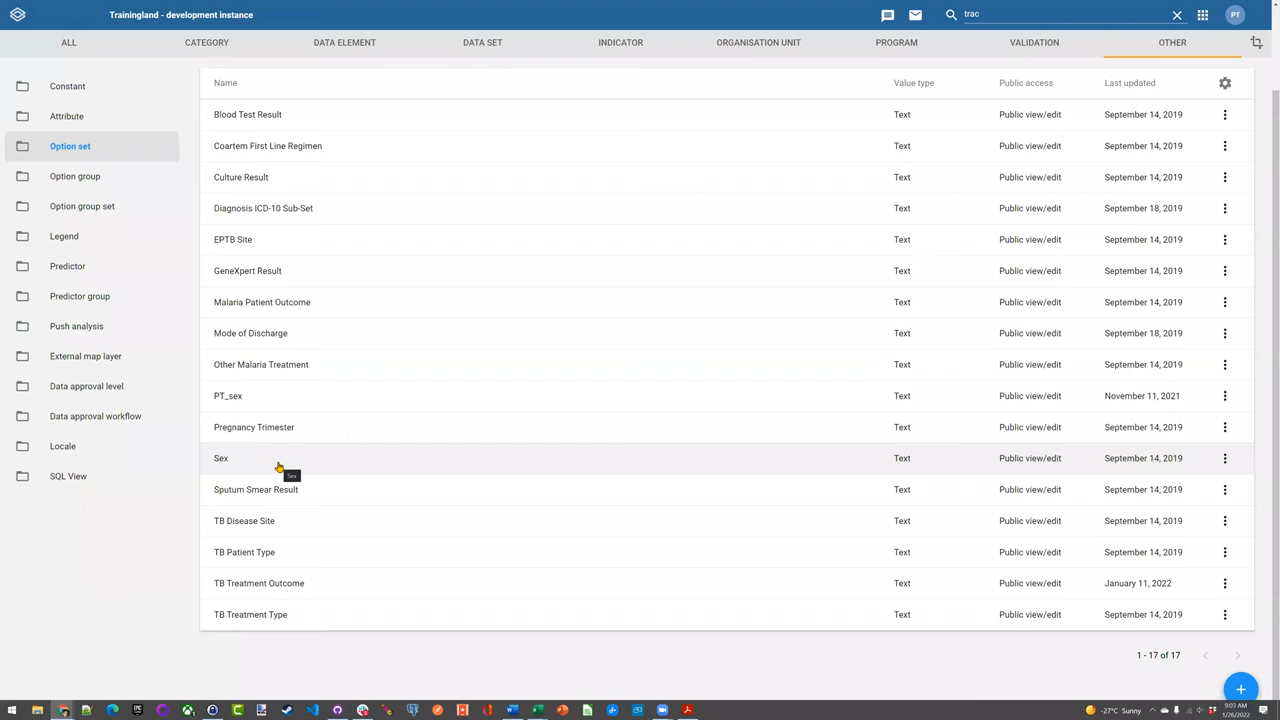 Trainingland - development instance
trac
PT
ALL CATEGORY DATA ELEMENT DATA SET INDICATOR ORGANISATION UNIT PROGRAM VALIDATION OTHER
Constant
Attribute
Option set
Option group
Option group set
Legend
Predictor
Predictor group
Push analysis
External map layer
Data approval level
Data approval workflow
Locale
SQL View
Name Value type Public access Last updated
Blood Test Result Text Public view/edit September 14, 2019
Coartem First Line Regimen Text Public view/edit September 14, 2019
Culture Result Text Public view/edit September 14, 2019
Diagnosis ICD-10 Sub-Set Text Public view/edit September 18, 2019
EPTB Site Text Public view/edit September 14, 2019
GeneXpert Result Text Public view/edit September 14, 2019
Malaria Patient Outcome Text Public view/edit September 14, 2019
Mode of Discharge Text Public view/edit September 18, 2019
Other Malaria Treatment Text Public view/edit September 14, 2019
PT_sex Text Public view/edit November 11, 2021
Pregnancy Trimester Text Public view/edit September 14, 2019
Sex Text Public view/edit September 14, 2019
Sex
Sputum Smear Result Text Public view/edit September 14, 2019
TB Disease Site Text Public view/edit September 14, 2019
TB Patient Type Text Public view/edit September 14, 2019
TB Treatment Outcome Text Public view/edit January 11, 2022
TB Treatment Type Text Public view/edit September 14, 2019
1 - 17 of 17
-27°C Sunny
9:03 AM
1/26/2022